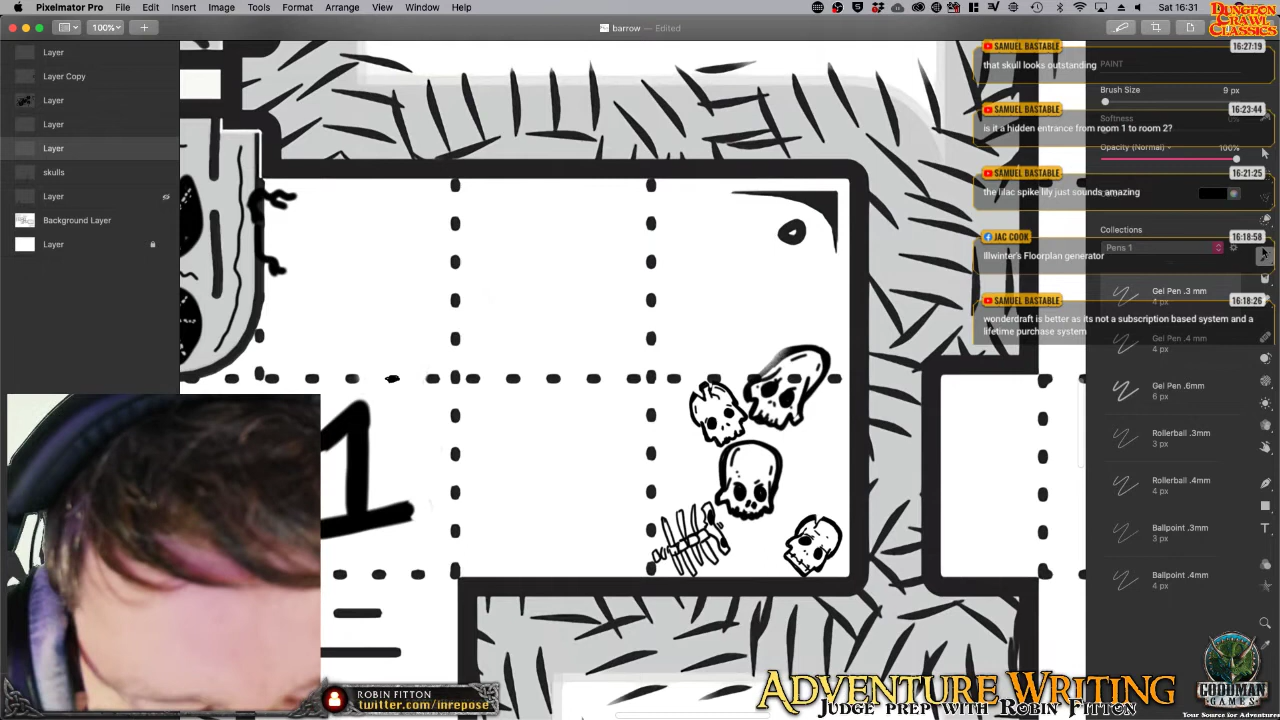 Pixelmator Pro File Edit Insert Image Tools Format Arrange View Window Help
Sat 16:31
100%
barrow — Edited
DUNGEON CRAWL CLASSICS
Layer
Layer Copy
Layer
Layer
Layer
skulls
Layer
Background Layer
Layer
1
SAMUEL BASTABLE 16:27:19
that skull looks outstanding
SAMUEL BASTABLE 16:23:44
is it a hidden entrance from room 1 to room 2?
SAMUEL BASTABLE 16:21:25
the lilac spike lily just sounds amazing
JAC COOK 16:18:58
Illwinter's Floorplan generator
SAMUEL BASTABLE 16:18:26
wonderdraft is better as its not a subscription based system and a
lifetime purchase system
PAINT
Brush Size 9 px
Softness 0%
Opacity (Normal) 100%
Collections
Pens 1
Gel Pen .3 mm
4 px
Gel Pen .4 mm
4 px
Gel Pen .6mm
6 px
Rollerball .3mm
3 px
Rollerball .4mm
4 px
Ballpoint .3mm
3 px
Ballpoint .4mm
4 px
ROBIN FITTON
twitter.com/inrepose
ADVENTURE WRITING
JUDGE PREP WITH ROBIN FITTON
GOODMAN
GAMES
Your Source for Adventure